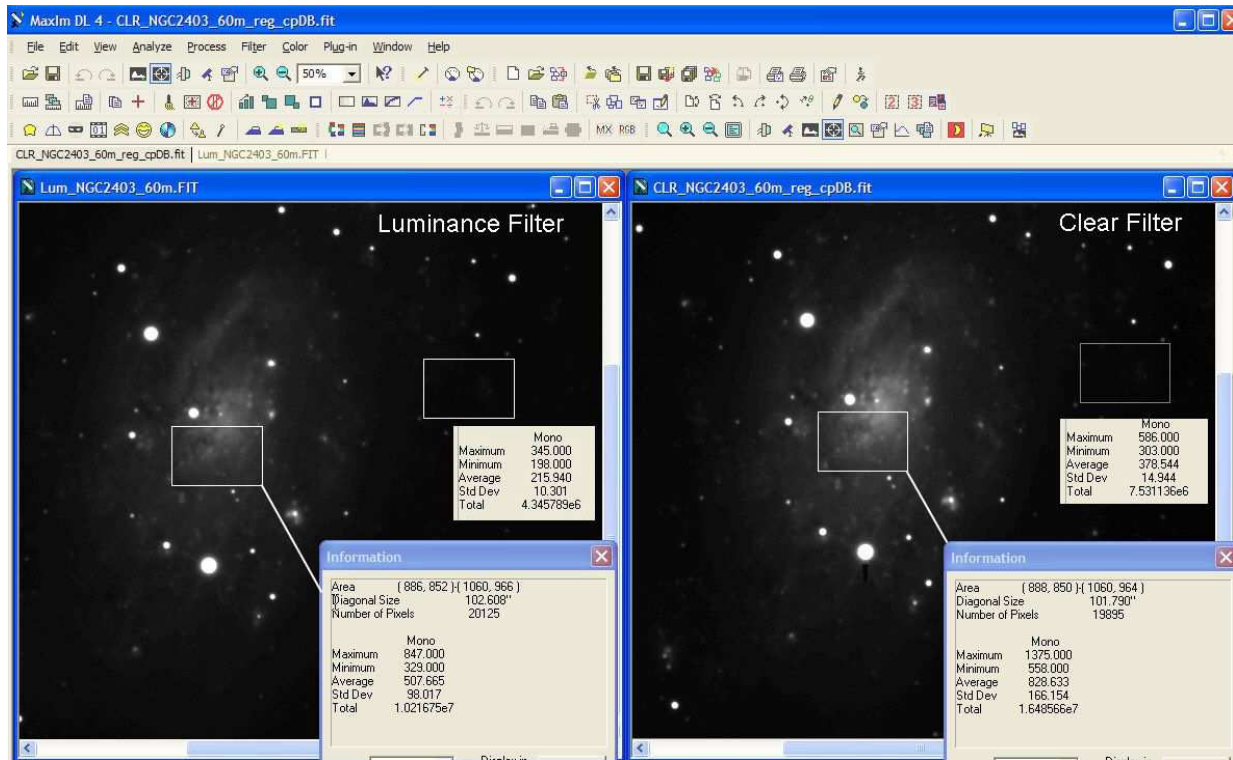 MaxIm DL 4 - CLR_NGC2403_60m_reg_cpDB.fit
File Edit View Analyze Process Filter Color Plug-in Window Help
50%
MX RGB
CLR_NGC2403_60m_reg_cpDB.fit Lum_NGC2403_60m.FIT
Lum_NGC2403_60m.FIT
Luminance Filter
Mono
Maximum 345.000
Minimum 198.000
Average 215.940
Std Dev 10.301
Total 4.345789e6
Information
Area ( 886, 852 )-( 1060, 966 )
Diagonal Size 102.608"
Number of Pixels 20125
Mono
Maximum 847.000
Minimum 329.000
Average 507.665
Std Dev 98.017
Total 1.021675e7
CLR_NGC2403_60m_reg_cpDB.fit
Clear Filter
Mono
Maximum 586.000
Minimum 303.000
Average 378.544
Std Dev 14.944
Total 7.531136e6
Information
Area ( 888, 850 )-( 1060, 964 )
Diagonal Size 101.790"
Number of Pixels 19895
Mono
Maximum 1375.000
Minimum 558.000
Average 828.633
Std Dev 166.154
Total 1.648566e7